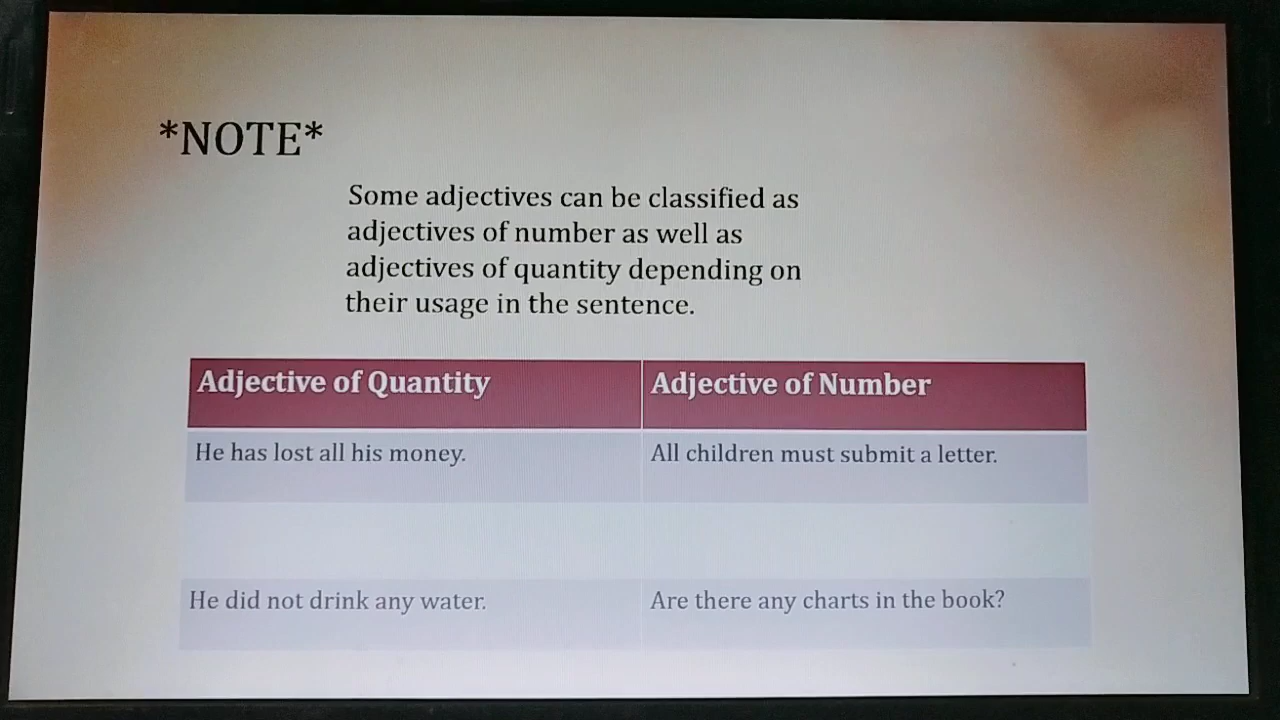 *NOTE*
Some adjectives can be classified as
adjectives of number as well as
adjectives of quantity depending on
their usage in the sentence.
Adjective of Quantity Adjective of Number
He has lost all his money. All children must submit a letter.
He did not drink any water. Are there any charts in the book?